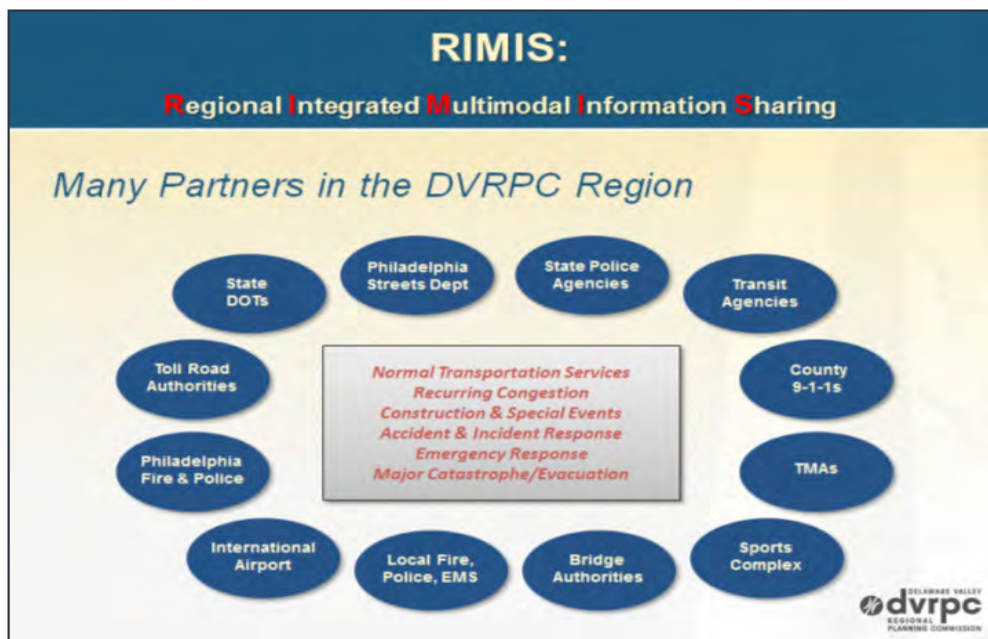 RIMIS:
Regional Integrated Multimodal Information Sharing
Many Partners in the DVRPC Region
State
DOTs
Philadelphia
Streets Dept
State Police
Agencies
Transit
Agencies
Toll Road
Authorities
Normal Transportation Services
Recurring Congestion
Construction & Special Events
Accident & Incident Response
Emergency Response
Major Catastrophe/Evacuation
County
9-1-1s
Philadelphia
Fire & Police
TMAs
International
Airport
Local Fire,
Police, EMS
Bridge
Authorities
Sports
Complex
DELAWARE VALLEY
dvrpc
REGIONAL
PLANNING COMMISSION